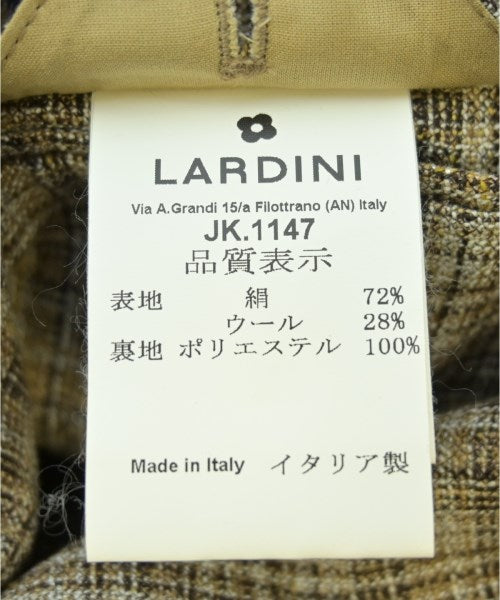 LARDINI
Via A.Grandi 15/a Filottrano (AN) Italy
JK.1147
品質表示
表地 絹 72%
ウール 28%
裏地 ポリエステル 100%
Made in Italy イタリア製